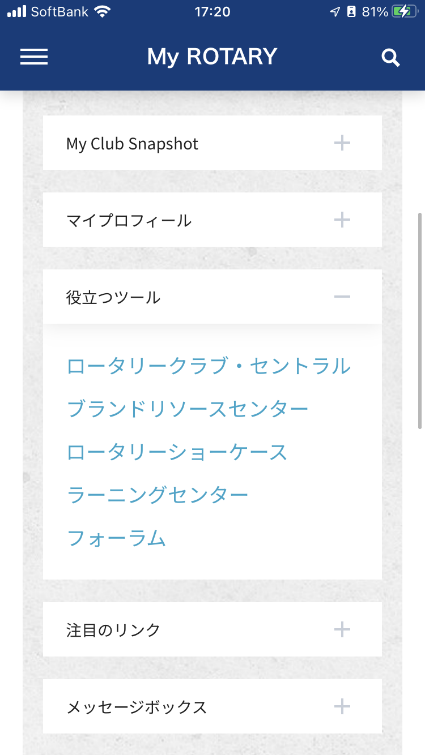 SoftBank 17:20 81%
My ROTARY
My Club Snapshot
マイプロフィール
役立つツール
ロータリークラブ・セントラル
ブランドリソースセンター
ロータリーショーケース
ラーニングセンター
フォーラム
注目のリンク
メッセージボックス